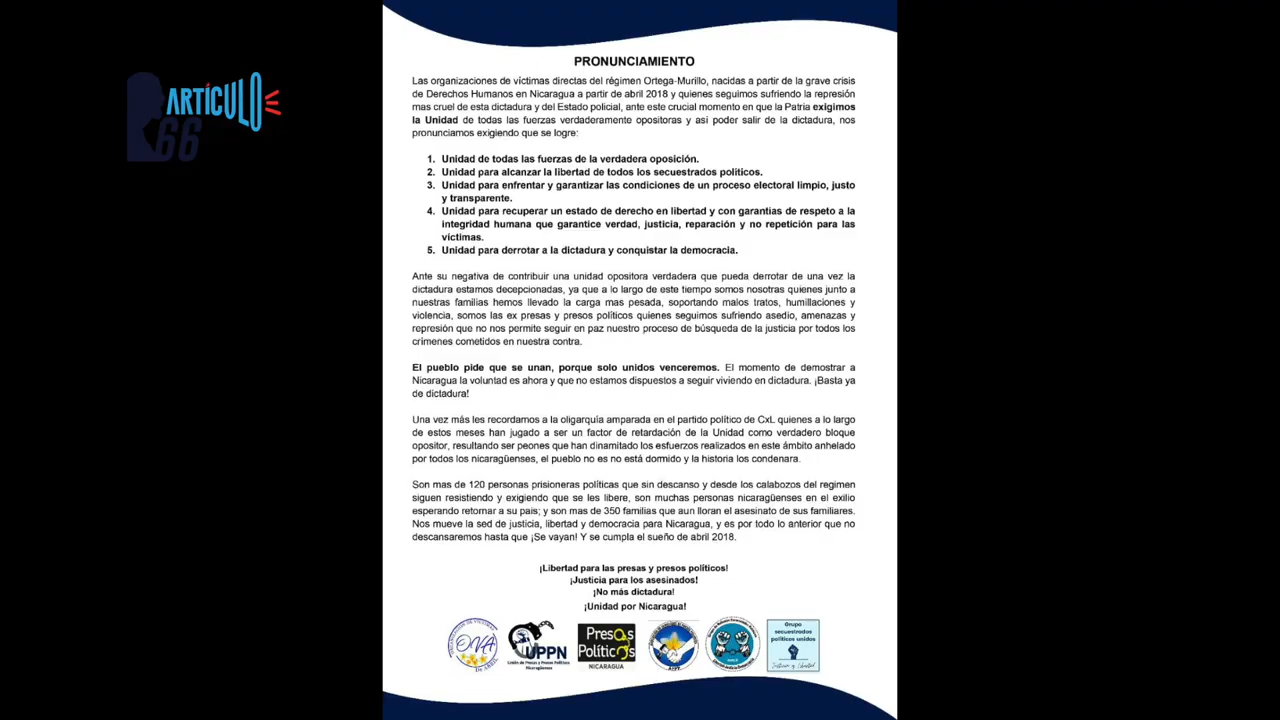 ARTÍCULO
66
PRONUNCIAMIENTO
Las organizaciones de víctimas directas del régimen Ortega-Murillo, nacidas a partir de la grave crisis
de Derechos Humanos en Nicaragua a partir de abril 2018 y quienes seguimos sufriendo la represión
mas cruel de esta dictadura y del Estado policial, ante este crucial momento en que la Patria exigimos
la Unidad de todas las fuerzas verdaderamente opositoras y asi poder salir de la dictadura, nos
pronunciamos exigiendo que se logre:
1. Unidad de todas las fuerzas de la verdadera oposición.
2. Unidad para alcanzar la libertad de todos los secuestrados políticos.
3. Unidad para enfrentar y garantizar las condiciones de un proceso electoral limpio, justo
y transparente.
4. Unidad para recuperar un estado de derecho en libertad y con garantías de respeto a la
integridad humana que garantice verdad, justicia, reparación y no repetición para las
víctimas.
5. Unidad para derrotar a la dictadura y conquistar la democracia.
Ante su negativa de contribuir una unidad opositora verdadera que pueda derrotar de una vez la
dictadura estamos decepcionadas, ya que a lo largo de este tiempo somos nosotras quienes junto a
nuestras familias hemos llevado la carga mas pesada, soportando malos tratos, humillaciones y
violencia, somos las ex presas y presos políticos quienes seguimos sufriendo asedio, amenazas y
represión que no nos permite seguir en paz nuestro proceso de búsqueda de la justicia por todos los
crímenes cometidos en nuestra contra.
El pueblo pide que se unan, porque solo unidos venceremos. El momento de demostrar a
Nicaragua la voluntad es ahora y que no estamos dispuestos a seguir viviendo en dictadura. ¡Basta ya
de dictadura!
Una vez más les recordamos a la oligarquía amparada en el partido político de CxL quienes a lo largo
de estos meses han jugado a ser un factor de retardación de la Unidad como verdadero bloque
opositor, resultando ser peones que han dinamitado los esfuerzos realizados en este ámbito anhelado
por todos los nicaragüenses, el pueblo no es no está dormido y la historia los condenara.
Son mas de 120 personas prisioneras políticas que sin descanso y desde los calabozos del regimen
siguen resistiendo y exigiendo que se les libere, son muchas personas nicaragüenses en el exilio
esperando retornar a su pais; y son mas de 350 familias que aun lloran el asesinato de sus familiares.
Nos mueve la sed de justicia, libertad y democracia para Nicaragua, y es por todo lo anterior que no
descansaremos hasta que ¡Se vayan! Y se cumpla el sueño de abril 2018.
¡Libertad para las presas y presos políticos!
¡Justicia para los asesinados!
¡No más dictadura!
¡Unidad por Nicaragua!
OVA
De ABRIL
UPPN
Unión de Presas y Presos Políticos
Nicaragüenses
Presos
Políticos
NICARAGUA
Grupo
secuestrados
políticos unidos
Justicia y Libertad